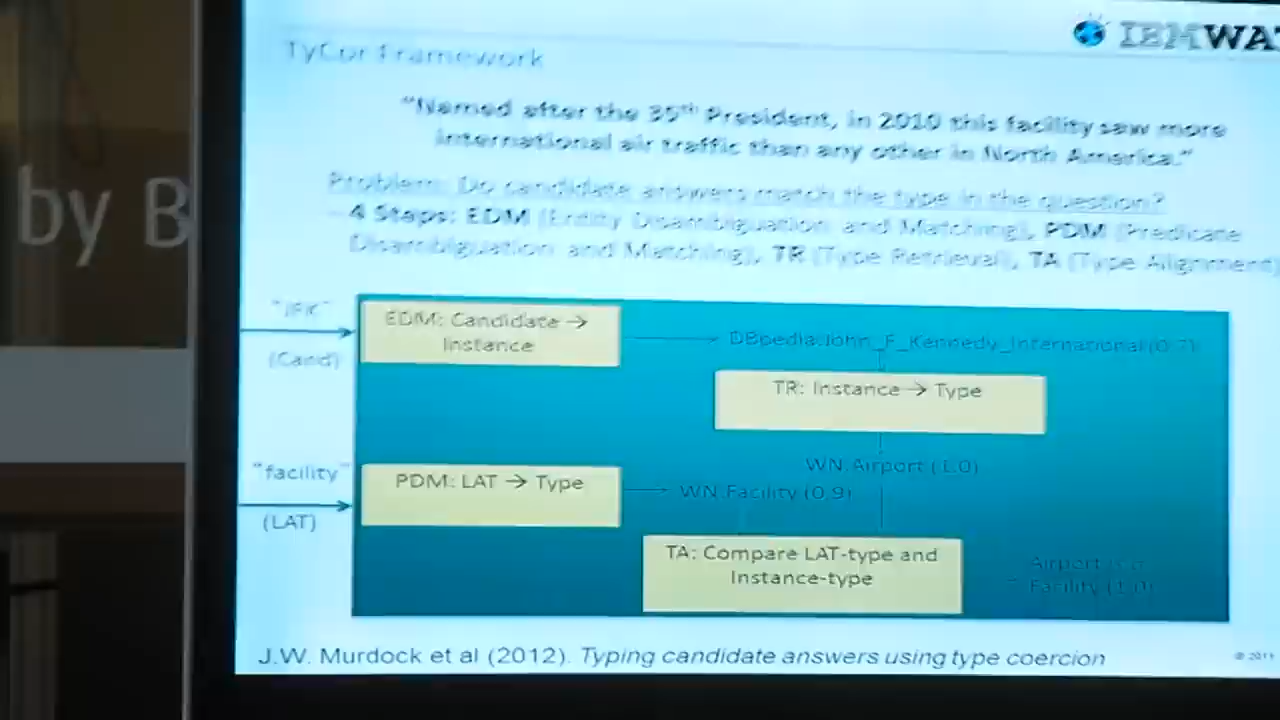 IBM WAT
TyCor Framework
"Named after the 35th President, in 2010 this facility saw more
international air traffic than any other in North America."
Problem: Do candidate answers match the type in the question?
– 4 Steps: EDM (Entity Disambiguation and Matching), PDM (Predicate
Disambiguation and Matching), TR (Type Retrieval), TA (Type Alignment)
by B
"JFK"
(Cand)
EDM: Candidate →
Instance
DBpedia:John_F_Kennedy_International (0.7)
TR: Instance → Type
WN:Airport (1.0)
"facility"
(LAT)
PDM: LAT → Type
WN:Facility (0.9)
TA: Compare LAT-type and
Instance-type
Airport
Facility (1.0)
J.W. Murdock et al (2012). Typing candidate answers using type coercion
© 2011